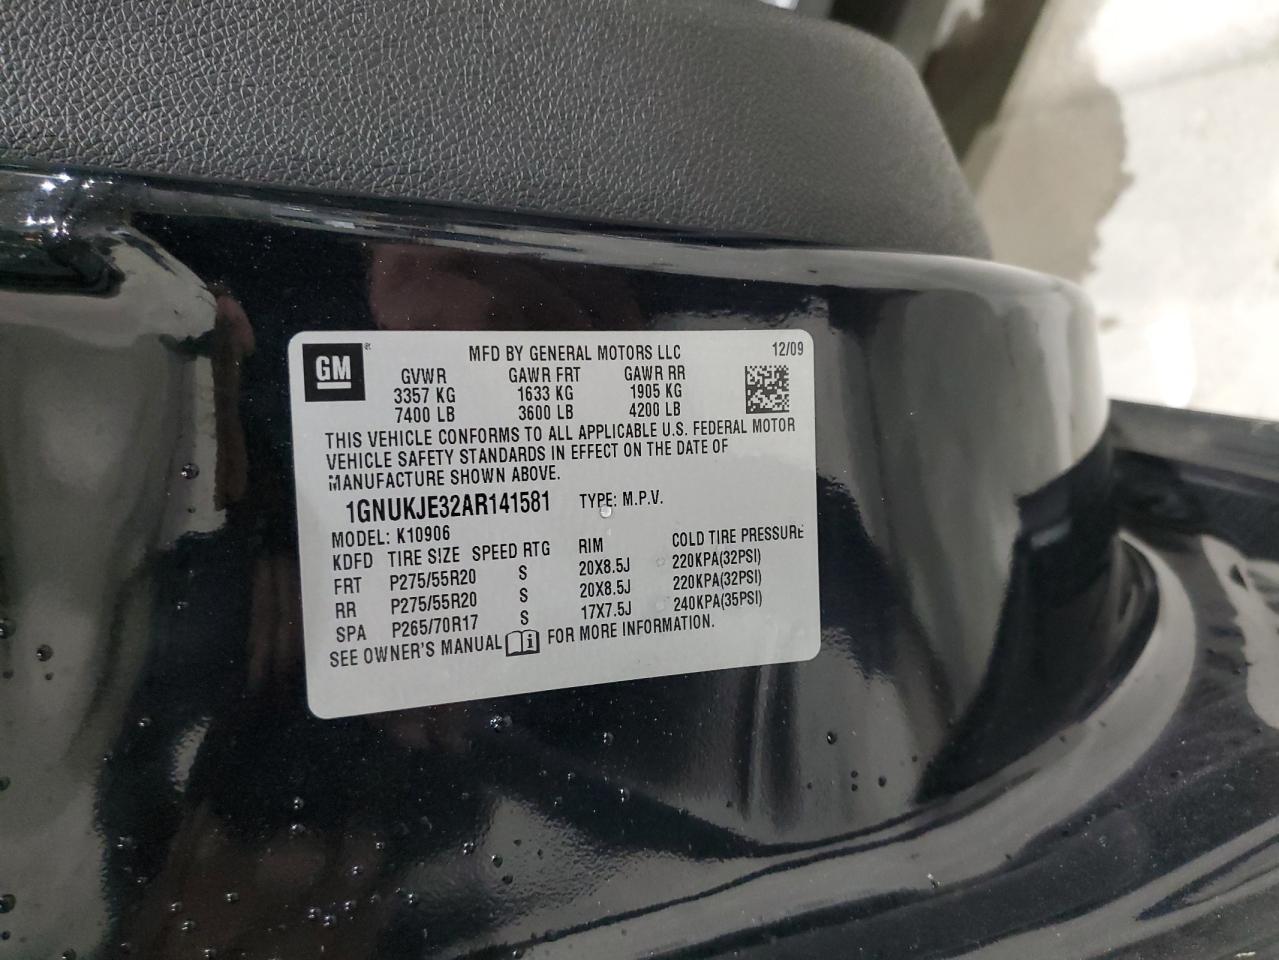 GM
MFD BY GENERAL MOTORS LLC 12/09
GVWR GAWR FRT GAWR RR
3357 KG 1633 KG 1905 KG
7400 LB 3600 LB 4200 LB
THIS VEHICLE CONFORMS TO ALL APPLICABLE U.S. FEDERAL MOTOR
VEHICLE SAFETY STANDARDS IN EFFECT ON THE DATE OF
MANUFACTURE SHOWN ABOVE.
1GNUKJE32AR141581 TYPE: M.P.V.
MODEL: K10906
KDFD TIRE SIZE SPEED RTG RIM COLD TIRE PRESSURE
FRT P275/55R20 S 20X8.5J 220KPA(32PSI)
RR P275/55R20 S 20X8.5J 220KPA(32PSI)
SPA P265/70R17 S 17X7.5J 240KPA(35PSI)
SEE OWNER'S MANUAL i FOR MORE INFORMATION.